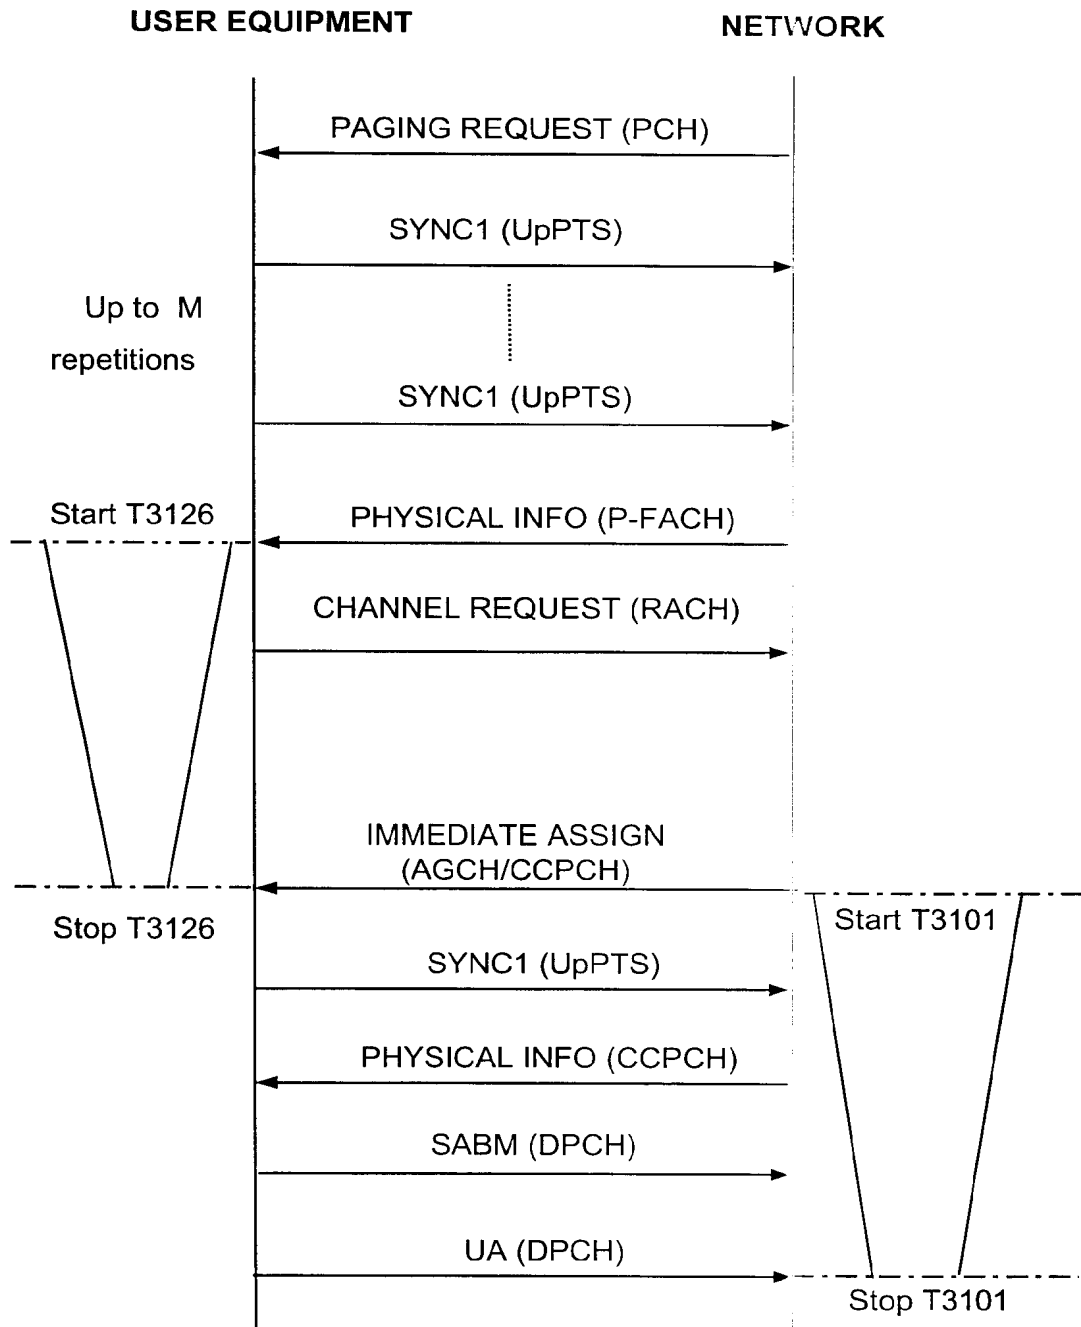 USER EQUIPMENT
NETWORK
PAGING REQUEST (PCH)
SYNC1 (UpPTS)
Up to M
repetitions
SYNC1 (UpPTS)
Start T3126
PHYSICAL INFO (P-FACH)
CHANNEL REQUEST (RACH)
IMMEDIATE ASSIGN
(AGCH/CCPCH)
Stop T3126
Start T3101
SYNC1 (UpPTS)
PHYSICAL INFO (CCPCH)
SABM (DPCH)
UA (DPCH)
Stop T3101